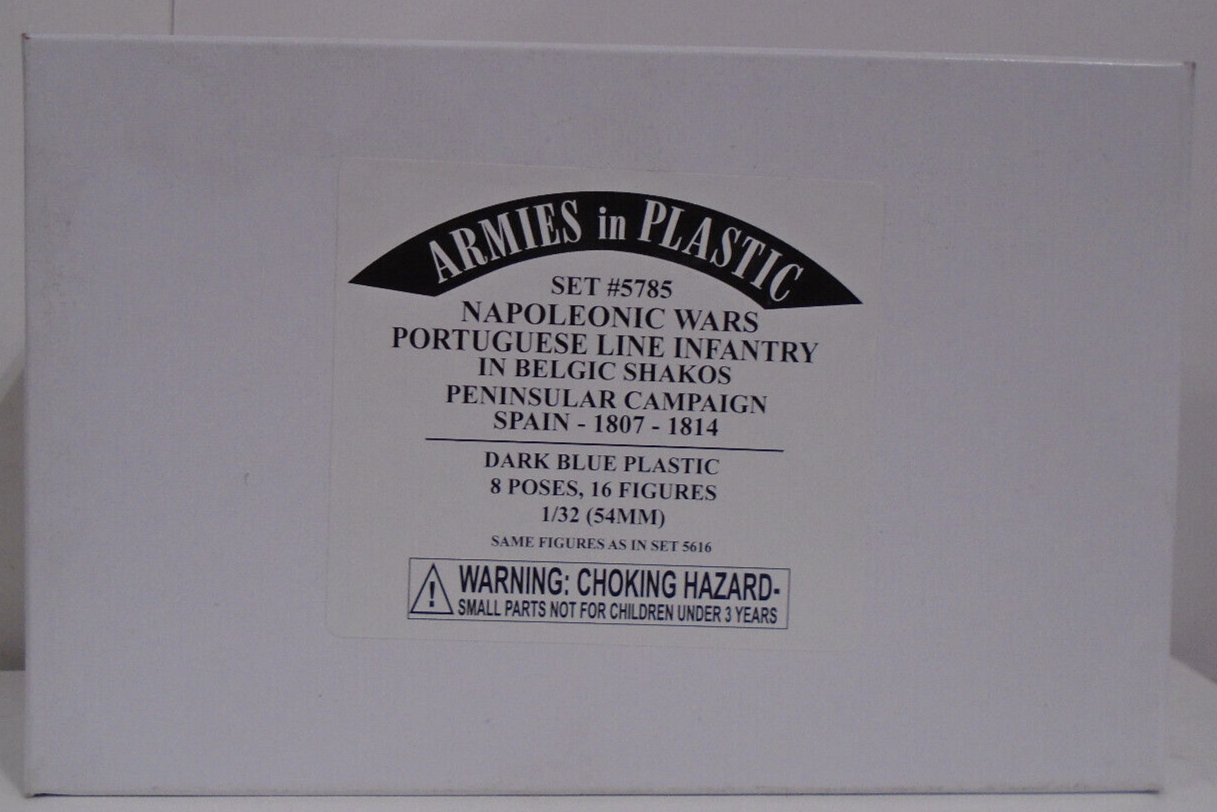 ARMIES in PLASTIC
SET #5785
NAPOLEONIC WARS
PORTUGUESE LINE INFANTRY
IN BELGIC SHAKOS
PENINSULAR CAMPAIGN
SPAIN - 1807 - 1814
DARK BLUE PLASTIC
8 POSES, 16 FIGURES
1/32 (54MM)
SAME FIGURES AS IN SET 5616
WARNING: CHOKING HAZARD-
SMALL PARTS NOT FOR CHILDREN UNDER 3 YEARS